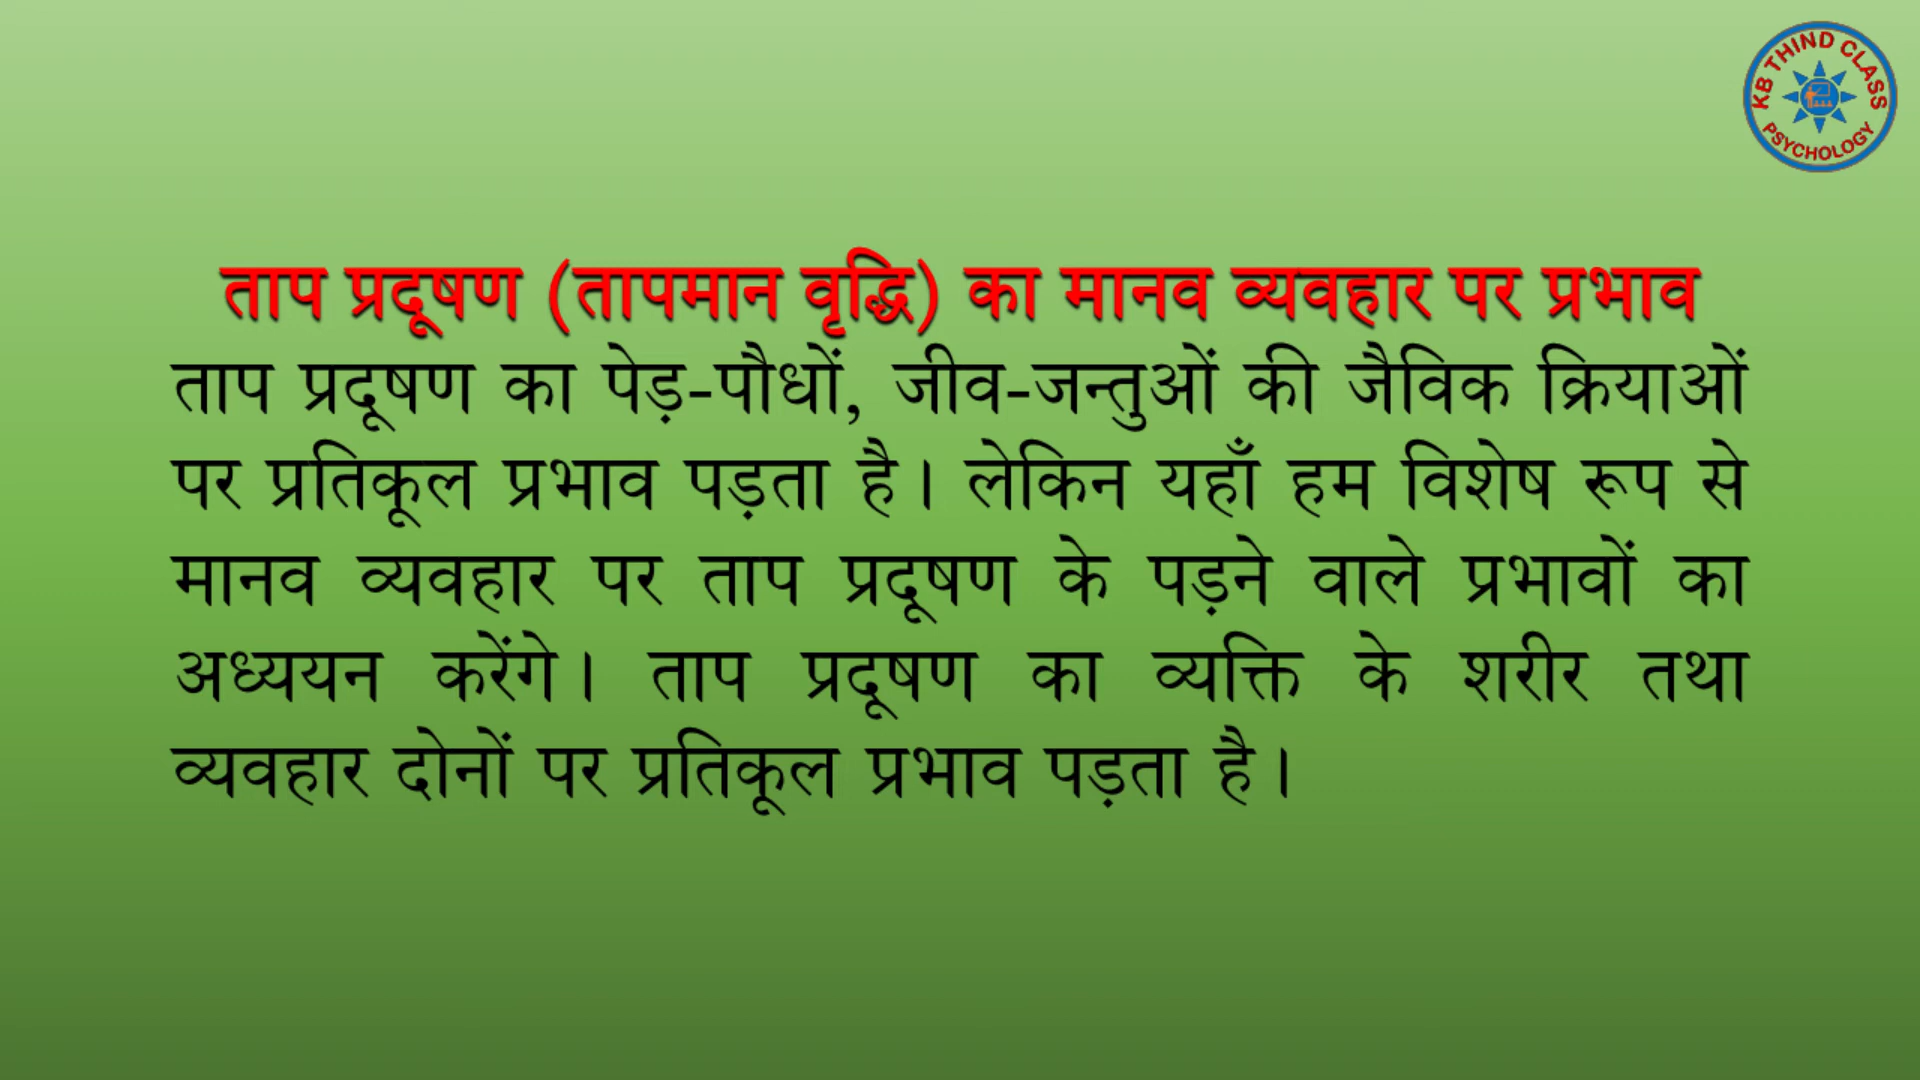 KB THIND CLASS
PSYCHOLOGY
ताप प्रदूषण (तापमान वृद्धि) का मानव व्यवहार पर प्रभाव
ताप प्रदूषण का पेड़-पौधों, जीव-जन्तुओं की जैविक क्रियाओं
पर प्रतिकूल प्रभाव पड़ता है। लेकिन यहाँ हम विशेष रूप से
मानव व्यवहार पर ताप प्रदूषण के पड़ने वाले प्रभावों का
अध्ययन करेंगे। ताप प्रदूषण का व्यक्ति के शरीर तथा
व्यवहार दोनों पर प्रतिकूल प्रभाव पड़ता है।